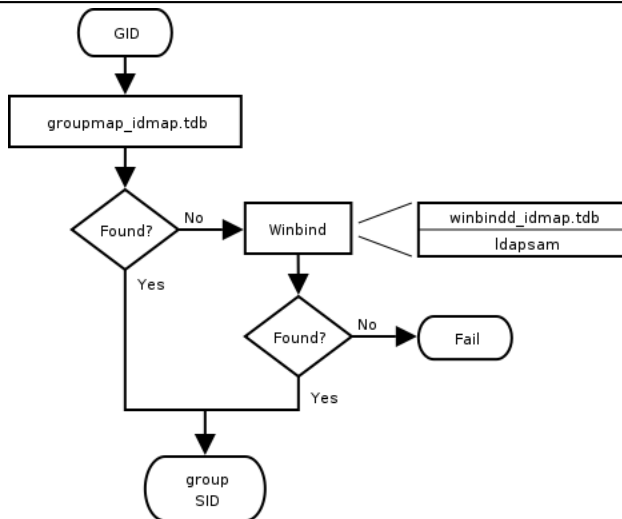 GID
groupmap_idmap.tdb
Found?
No
Winbind
winbindd_idmap.tdb
ldapsam
Yes
Found?
No
Fail
Yes
group
SID